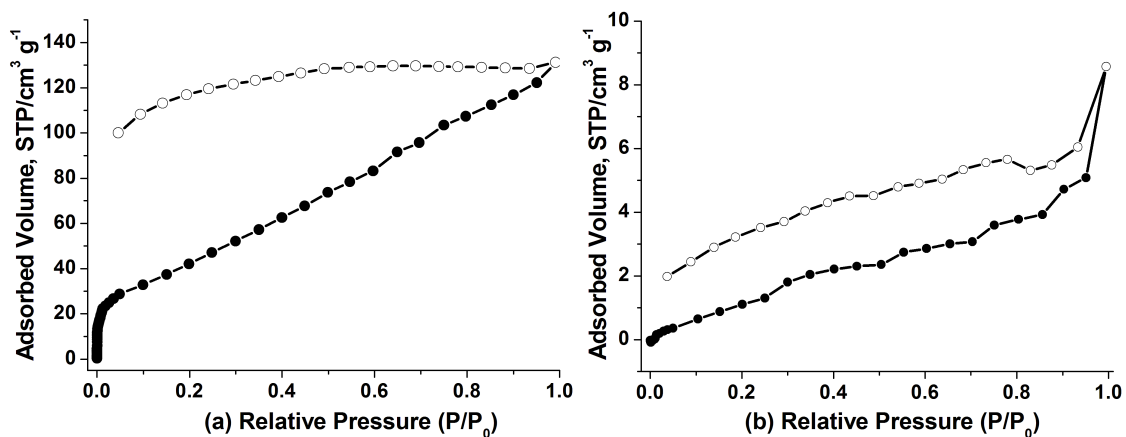 Adsorbed Volume, STP/cm³ g⁻¹
140
120
100
80
60
40
20
0
0.0 0.2 0.4 0.6 0.8 1.0
(a) Relative Pressure (P/P₀)
Adsorbed Volume, STP/cm³ g⁻¹
10
8
6
4
2
0
0.0 0.2 0.4 0.6 0.8 1.0
(b) Relative Pressure (P/P₀)